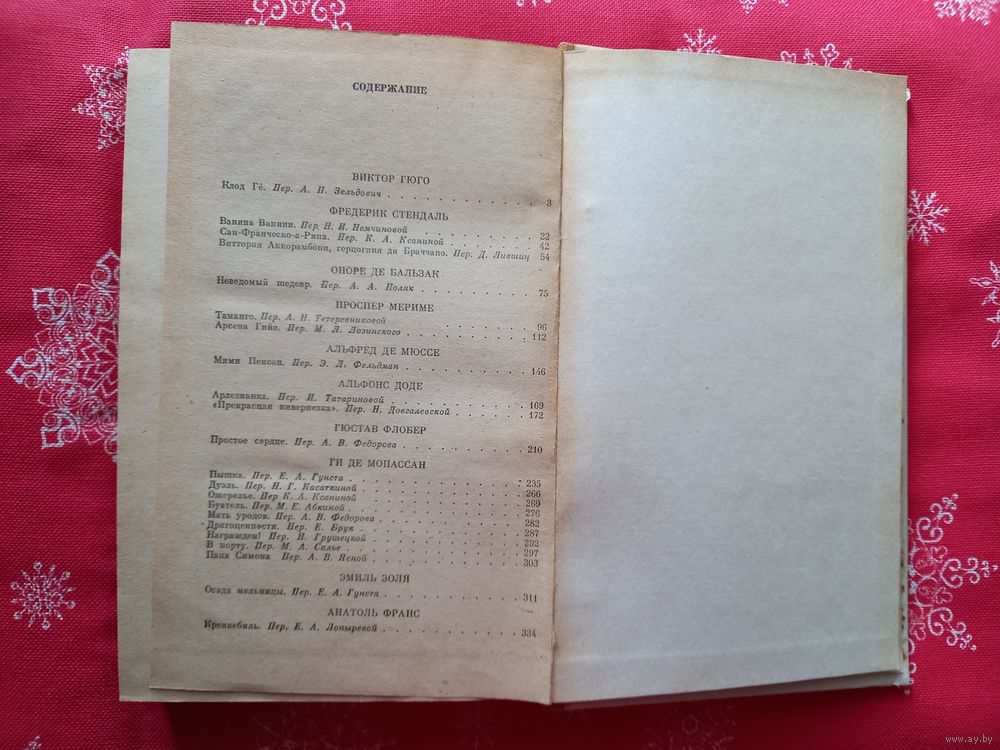 СОДЕРЖАНИЕ
ВИКТОР ГЮГО
Клод Гё. Пер. А. П. Зельдович . . . . . . . . . . . 3
ФРЕДЕРИК СТЕНДАЛЬ
Ванина Ванини. Пер. Н. И. Немчиновой . . . . . . . . . 22
Сан-Франческо-а-Рипа. Пер. К. А. Ксаниной . . . . . . . 42
Виттория Аккорамбони, герцогиня ди Браччано. Пер. Д. Лившиц 54
ОНОРЕ ДЕ БАЛЬЗАК
Неведомый шедевр. Пер. А. А. Поляк . . . . . . . . . . 75
ПРОСПЕР МЕРИМЕ
Таманго. Пер. А. Н. Тетеревниковой . . . . . . . . . . 96
Арсена Гийо. Пер. М. Л. Лозинского . . . . . . . . . . 112
АЛЬФРЕД ДЕ МЮССЕ
Мими Пенсон. Пер. Э. Л. Фельдман . . . . . . . . . . 146
АЛЬФОНС ДОДЕ
Арлезианка. Пер. И. Татариновой . . . . . . . . . . 169
«Прекрасная нивернезка». Пер. Н. Довгалевской . . . . . . 172
ГЮСТАВ ФЛОБЕР
Простое сердце. Пер. А. В. Федорова . . . . . . . . . . 210
ГИ ДЕ МОПАССАН
Пышка. Пер. Е. А. Гунста . . . . . . . . . . . . 235
Дуэль. Пер. Н. Г. Касаткиной . . . . . . . . . . . 266
Ожерелье. Пер К. А. Ксаниной . . . . . . . . . . . 269
Буатель. Пер. М. Е. Абкиной . . . . . . . . . . . 276
Мать уродов. Пер. А. В. Федорова . . . . . . . . . . 282
Драгоценности. Пер. Е. Брук . . . . . . . . . . . 287
Награжден! Пер. И. Грушецкой . . . . . . . . . . . 292
В порту. Пер. М. А. Салье . . . . . . . . . . . . 297
Папа Симона Пер. А. В. Ясной . . . . . . . . . . . 303
ЭМИЛЬ ЗОЛЯ
Осада мельницы. Пер. Е. А. Гунста . . . . . . . . . . 311
АНАТОЛЬ ФРАНС
Кренкебиль. Пер. Е. А. Лопыревой . . . . . . . . . . 334
www.ay.by